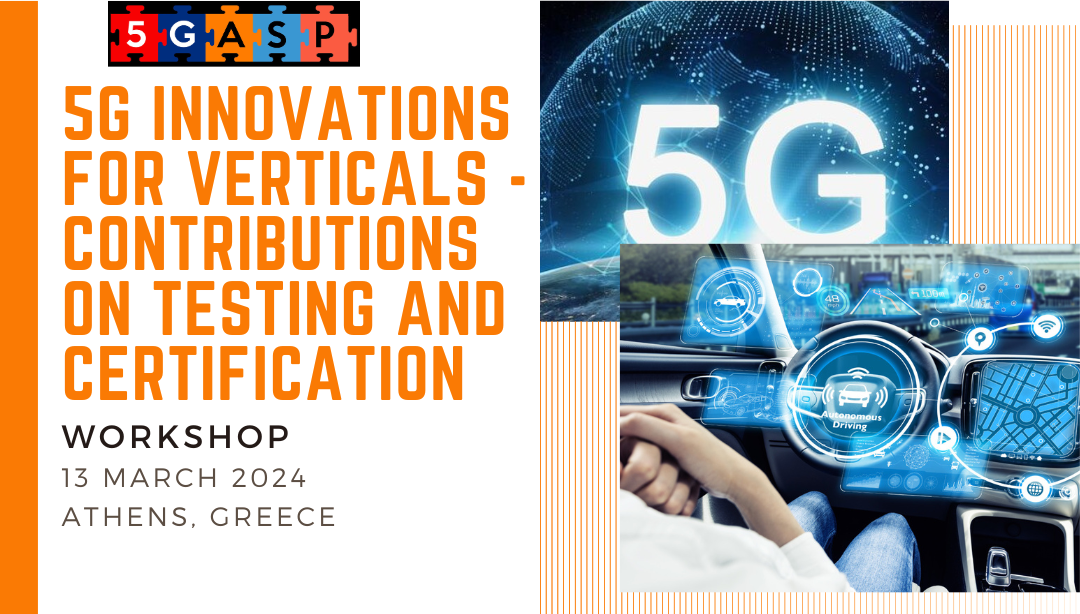 5GASP
5G INNOVATIONS
FOR VERTICALS -
CONTRIBUTIONS
ON TESTING AND
CERTIFICATION
WORKSHOP
13 MARCH 2024
ATHENS, GREECE
5G
48
Autonomous
Driving